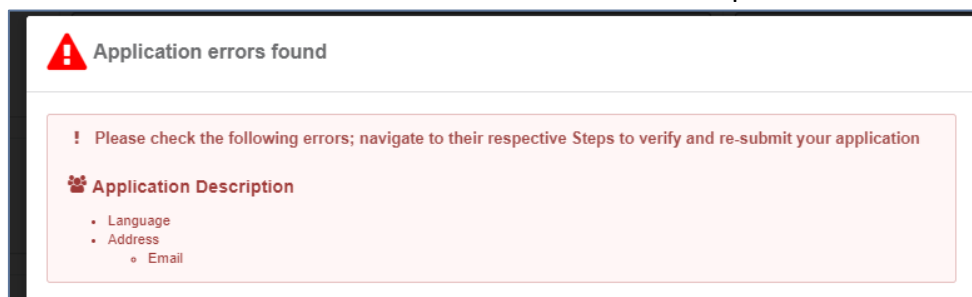 Application errors found
! Please check the following errors; navigate to their respective Steps to verify and re-submit your application
Application Description
• Language
• Address
◦ Email